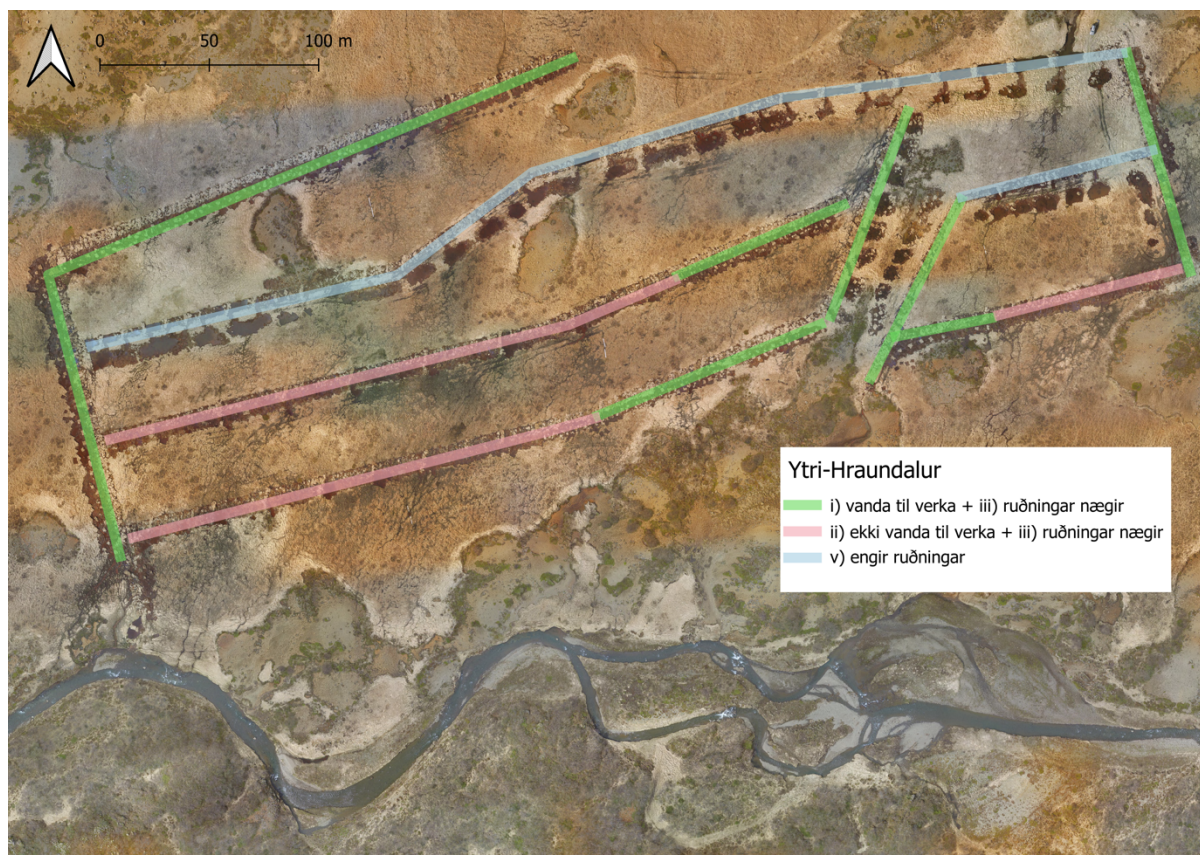 0 50 100 m
Ytri-Hraundalur
i) vanda til verka + iii) ruðningar nægir
ii) ekki vanda til verka + iii) ruðningar nægir
v) engir ruðningar